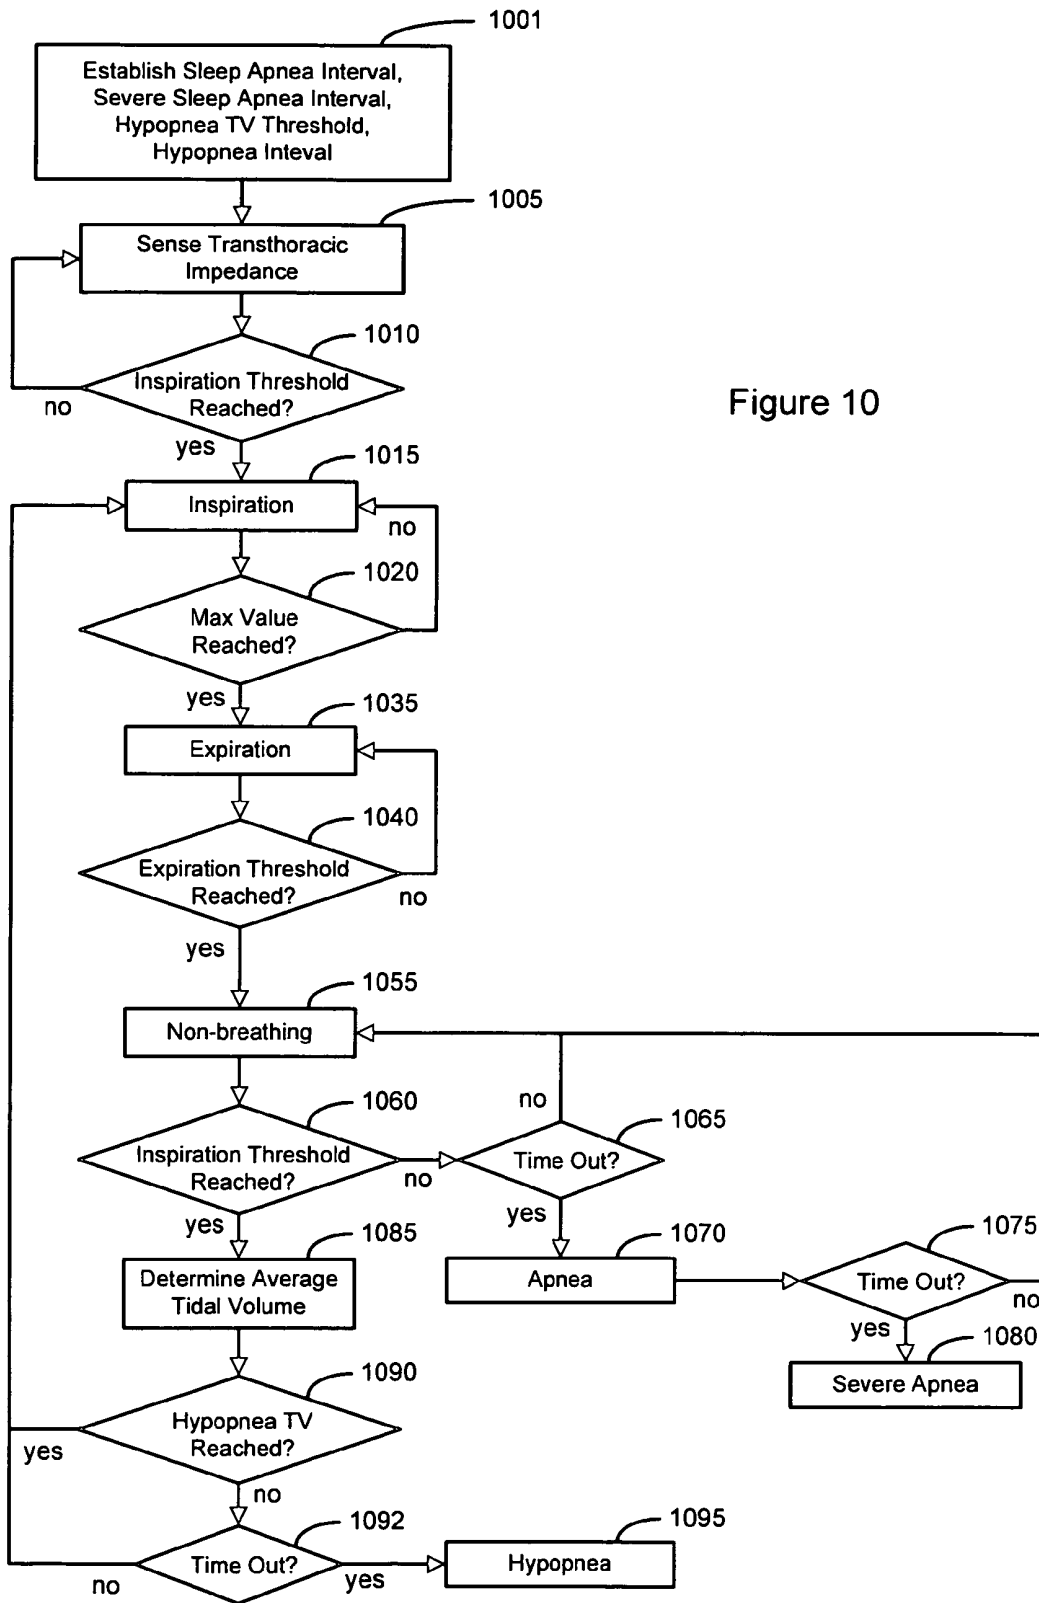 1001
Establish Sleep Apnea Interval,
Severe Sleep Apnea Interval,
Hypopnea TV Threshold,
Hypopnea Inteval
1005
Sense Transthoracic
Impedance
1010
Inspiration Threshold
Reached?
no
yes
Figure 10
1015
Inspiration
no
1020
Max Value
Reached?
yes
1035
Expiration
1040
Expiration Threshold
Reached?
no
yes
1055
Non-breathing
1060
Inspiration Threshold
Reached?
no
yes
no
1065
Time Out?
yes
1070
Apnea
1075
Time Out?
no
yes
1080
Severe Apnea
1085
Determine Average
Tidal Volume
1090
Hypopnea TV
Reached?
yes
no
1092
Time Out?
no
yes
1095
Hypopnea